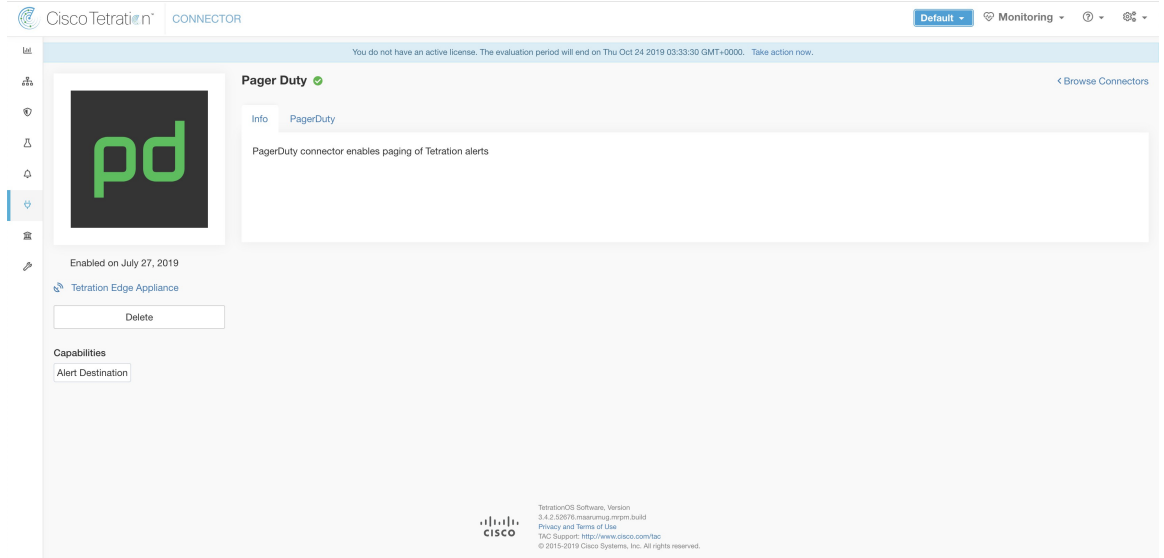 Cisco Tetration™ CONNECTOR Default Monitoring
You do not have an active license. The evaluation period will end on Thu Oct 24 2019 03:33:30 GMT+0000. Take action now.
pd
Pager Duty
< Browse Connectors
Info PagerDuty
PagerDuty connector enables paging of Tetration alerts
Enabled on July 27, 2019
Tetration Edge Appliance
Delete
Capabilities
Alert Destination
CISCO
TetrationOS Software, Version
3.4.2.52676.maarumug.mrpm.build
Privacy and Terms of Use
TAC Support: http://www.cisco.com/tac
© 2015-2019 Cisco Systems, Inc. All rights reserved.